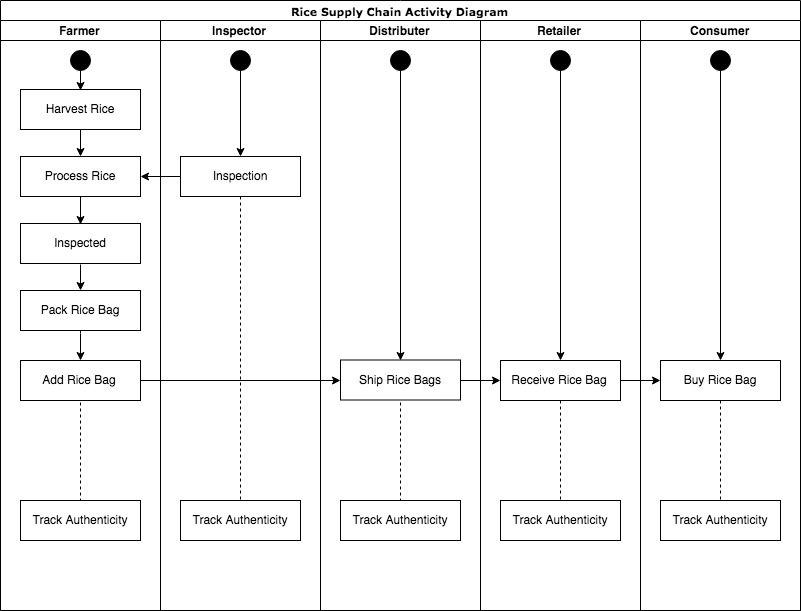 Rice Supply Chain Activity Diagram
Farmer
Inspector
Distributer
Retailer
Consumer
Harvest Rice
Process Rice
Inspection
Inspected
Pack Rice Bag
Add Rice Bag
Ship Rice Bags
Receive Rice Bag
Buy Rice Bag
Track Authenticity
Track Authenticity
Track Authenticity
Track Authenticity
Track Authenticity